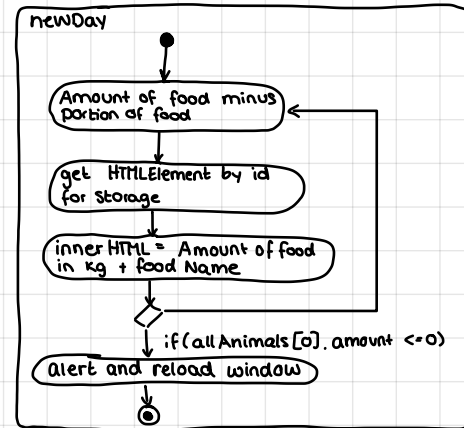 newDay
Amount of food minus
portion of food
get HTMLElement by id
for storage
inner HTML = Amount of food
in kg + food Name
if(allAnimals[0].amount <=0)
alert and reload window